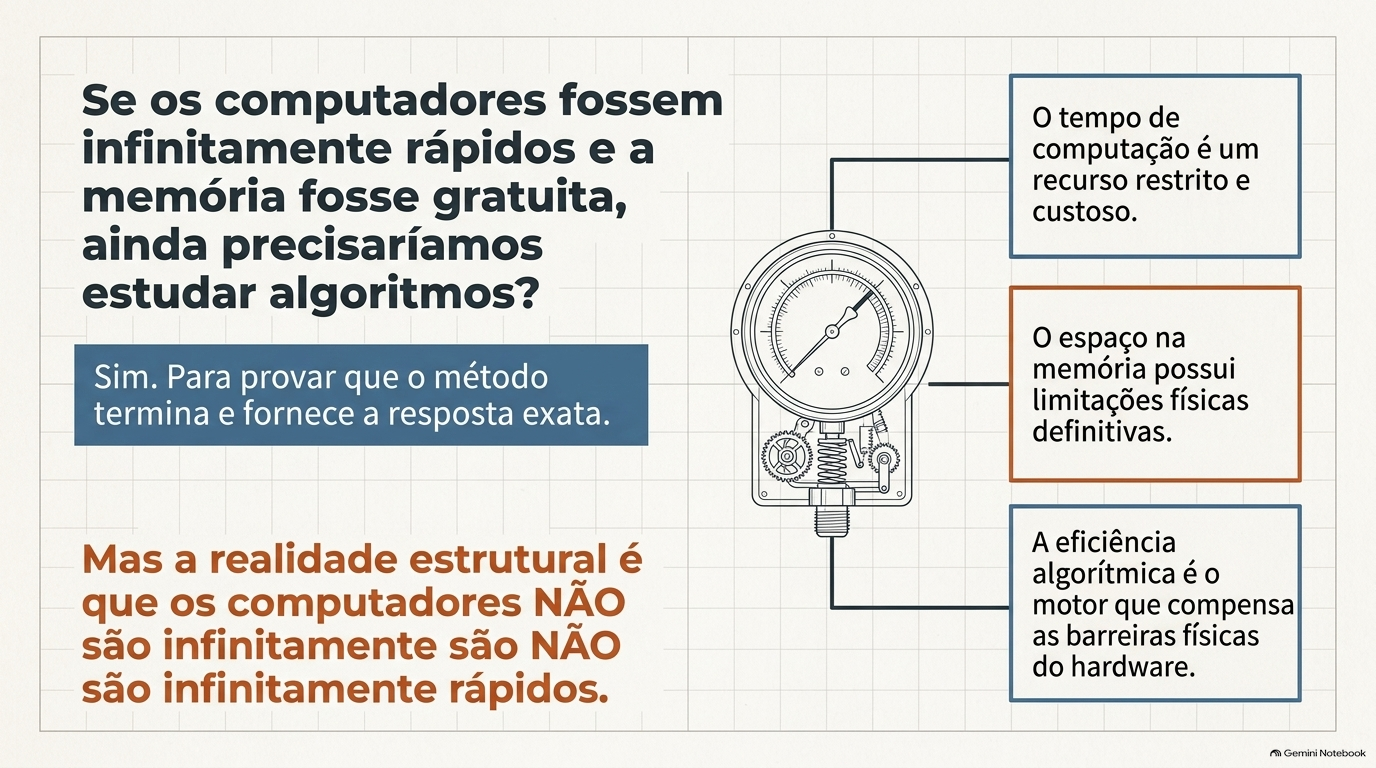 Se os computadores fossem
infinitamente rápidos e a
memória fosse gratuita,
ainda precisaríamos
estudar algoritmos?
Sim. Para provar que o método
termina e fornece a resposta exata.
Mas a realidade estrutural é
que os computadores NÃO
são infinitamente são NÃO
são infinitamente rápidos.
O tempo de
computação é um
recurso restrito e
custoso.
O espaço na
memória possui
limitações físicas
definitivas.
A eficiência
algorítmica é o
motor que compensa
as barreiras físicas
do hardware.
Gemini Notebook